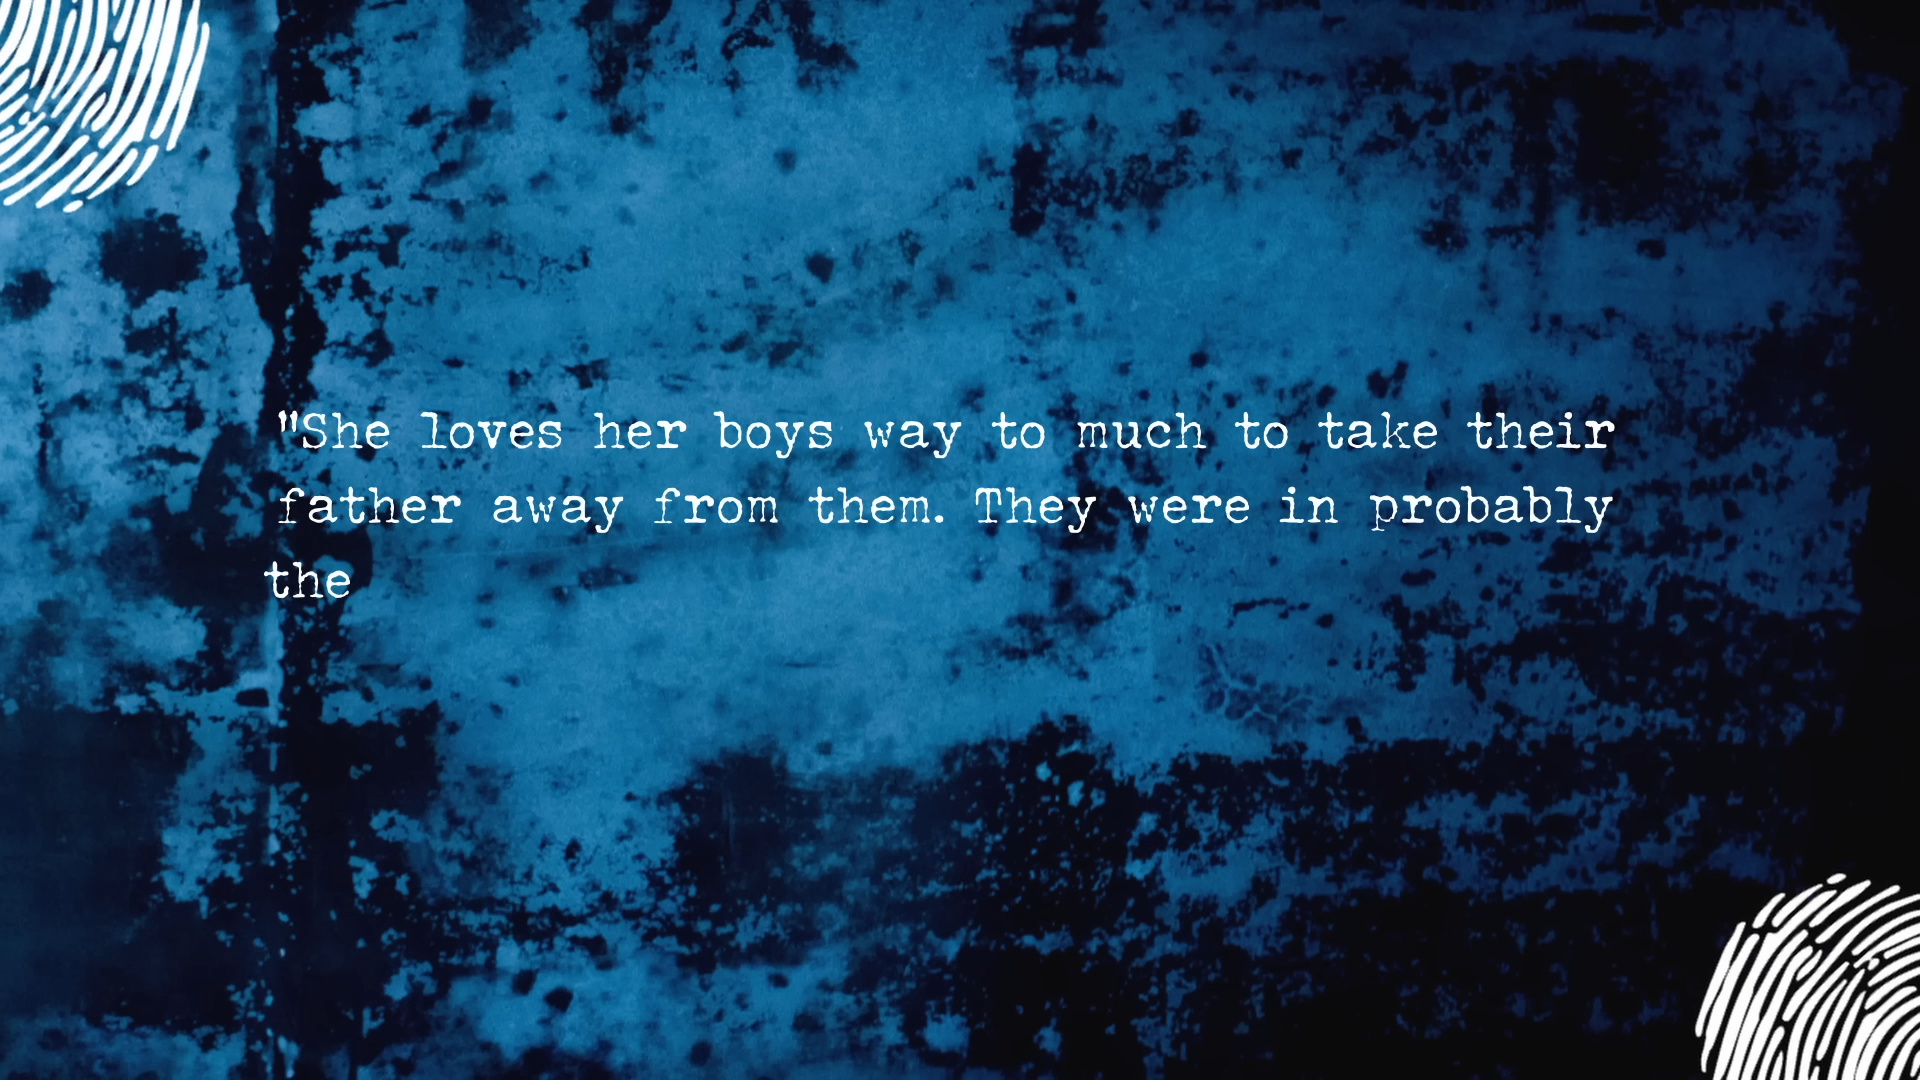 "She loves her boys way to much to take their
father away from them. They were in probably
the